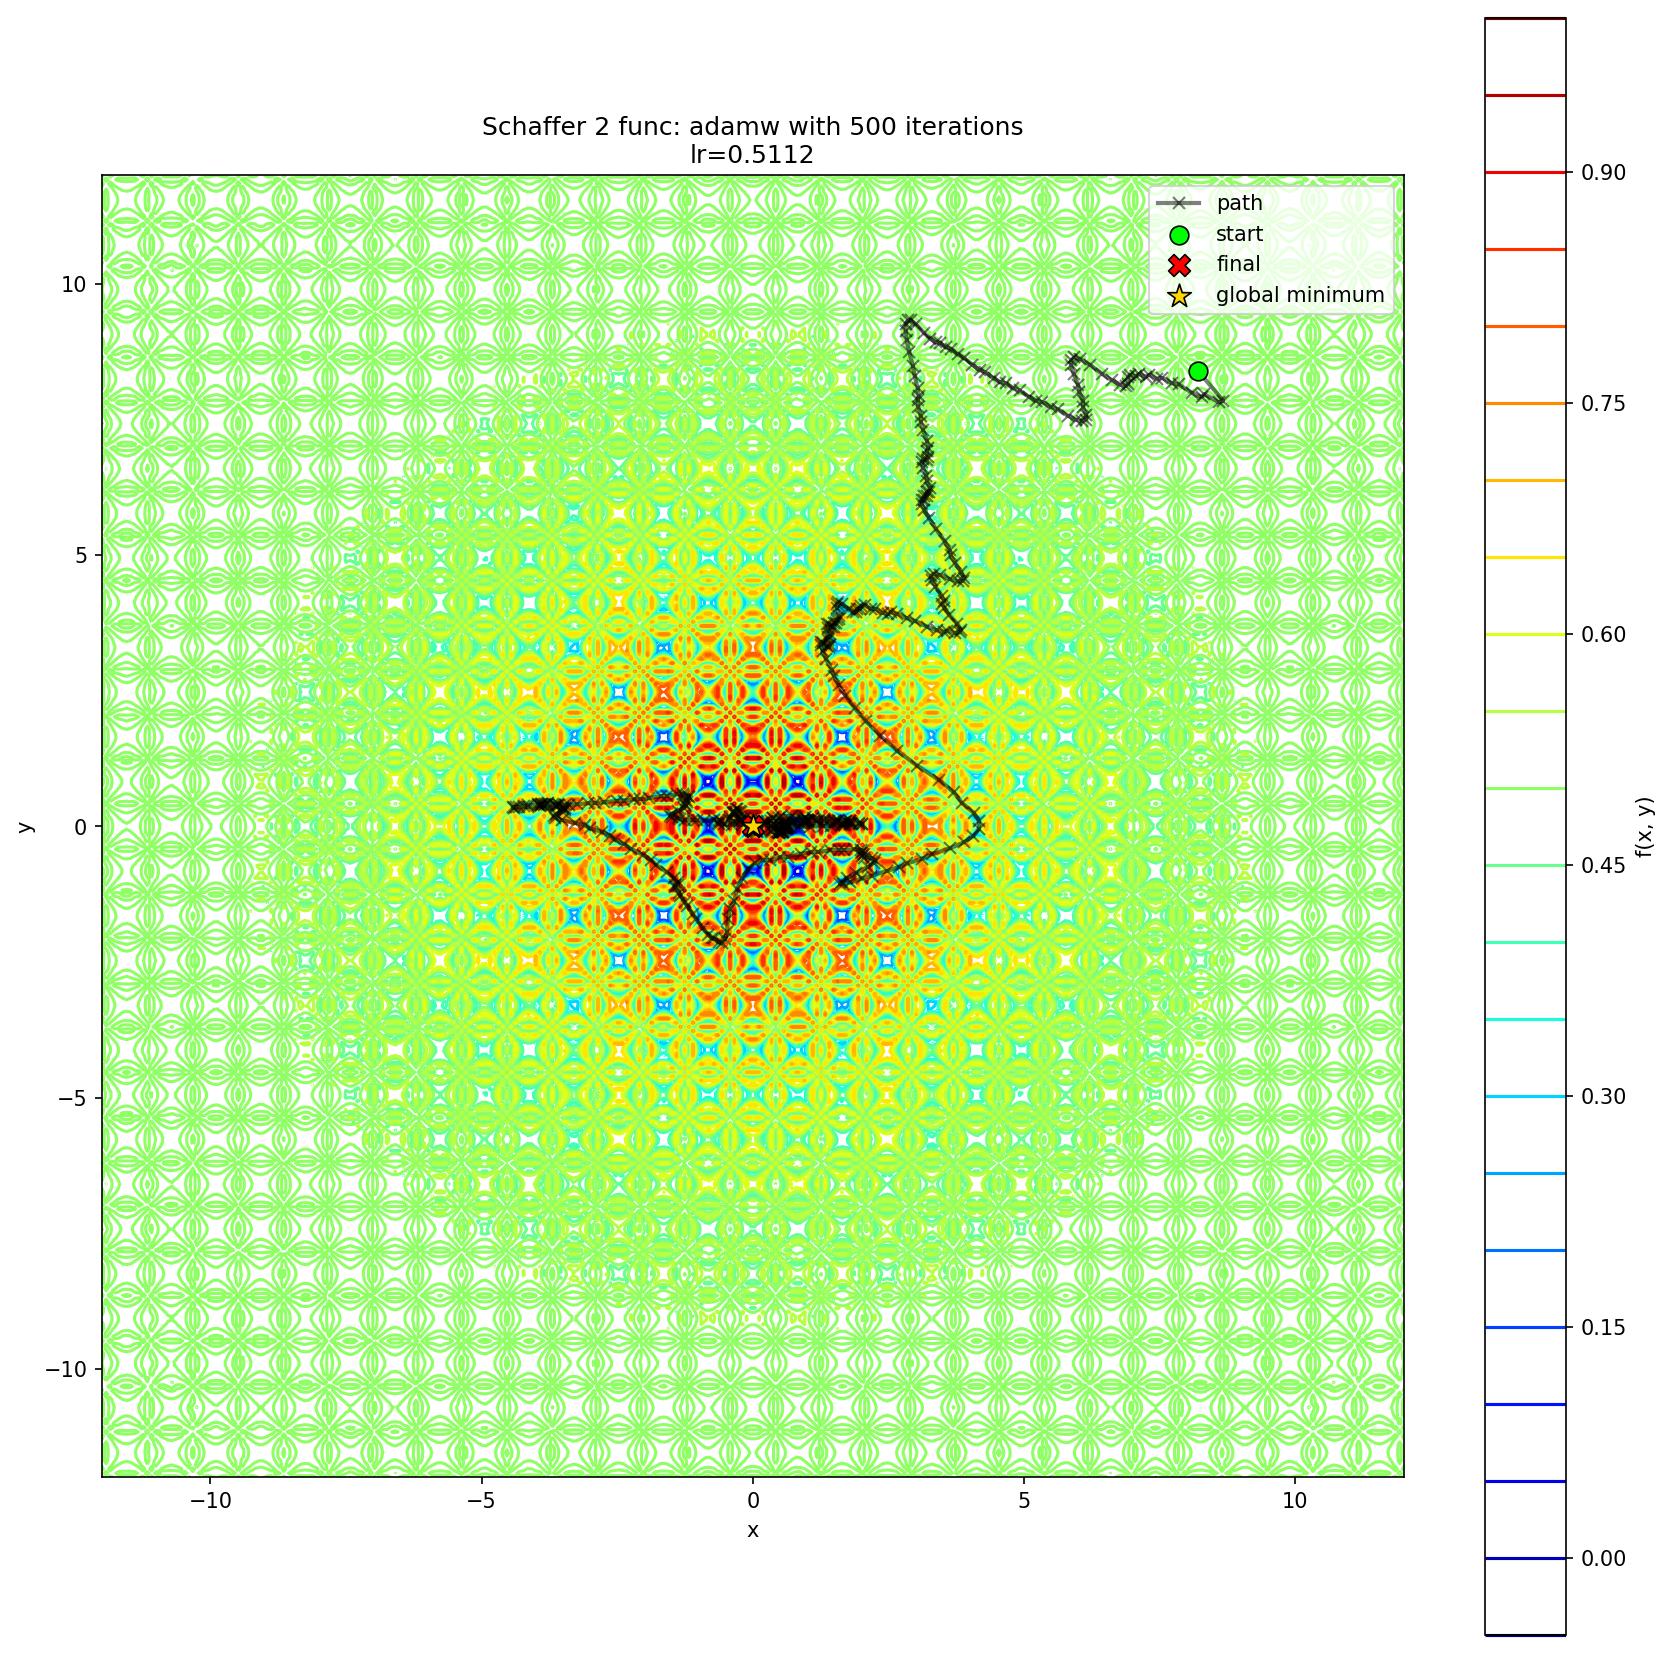 Schaffer 2 func: adamw with 500 iterations
lr=0.5112
path
start
final
global minimum
10
5
0
−5
−10
y
−10
−5
0
5
10
x
0.90
0.75
0.60
0.45
0.30
0.15
0.00
f(x, y)